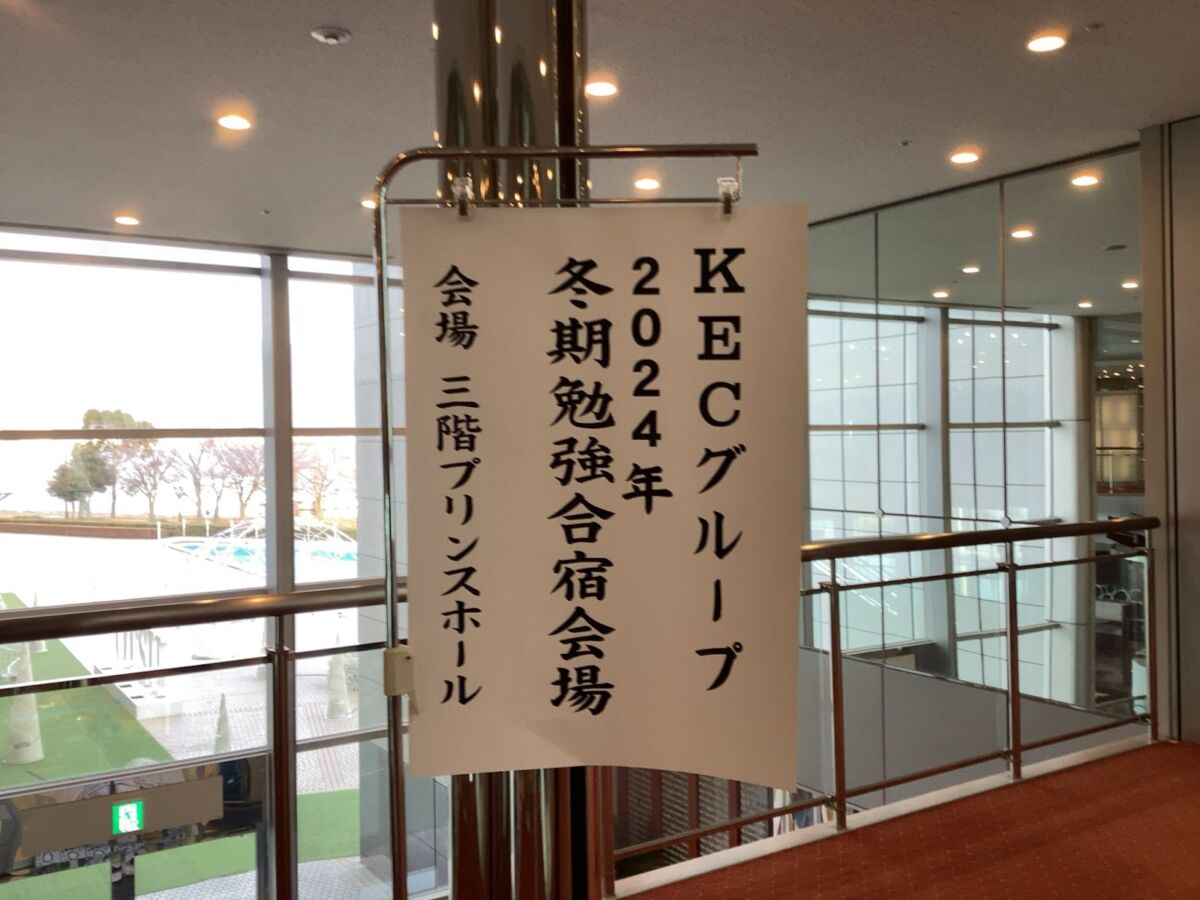 KECグループ
2024年
冬期勉強合宿会場
会場 三階プリンスホール